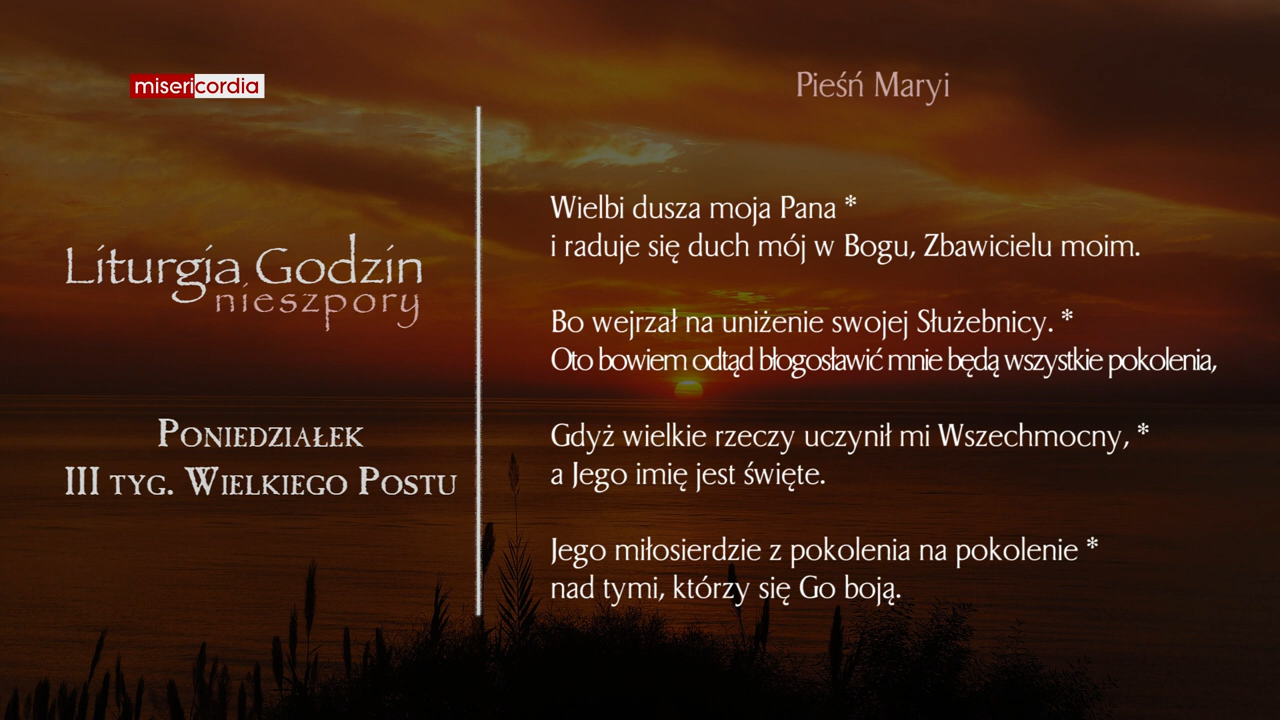 misericordia
Liturgia Godzin
nieszpory
Poniedziałek
III tyg. Wielkiego Postu
Pieśń Maryi
Wielbi dusza moja Pana *
i raduje się duch mój w Bogu, Zbawicielu moim.
Bo wejrzał na uniżenie swojej Służebnicy. *
Oto bowiem odtąd błogosławić mnie będą wszystkie pokolenia,
Gdyż wielkie rzeczy uczynił mi Wszechmocny, *
a Jego imię jest święte.
Jego miłosierdzie z pokolenia na pokolenie *
nad tymi, którzy się Go boją.